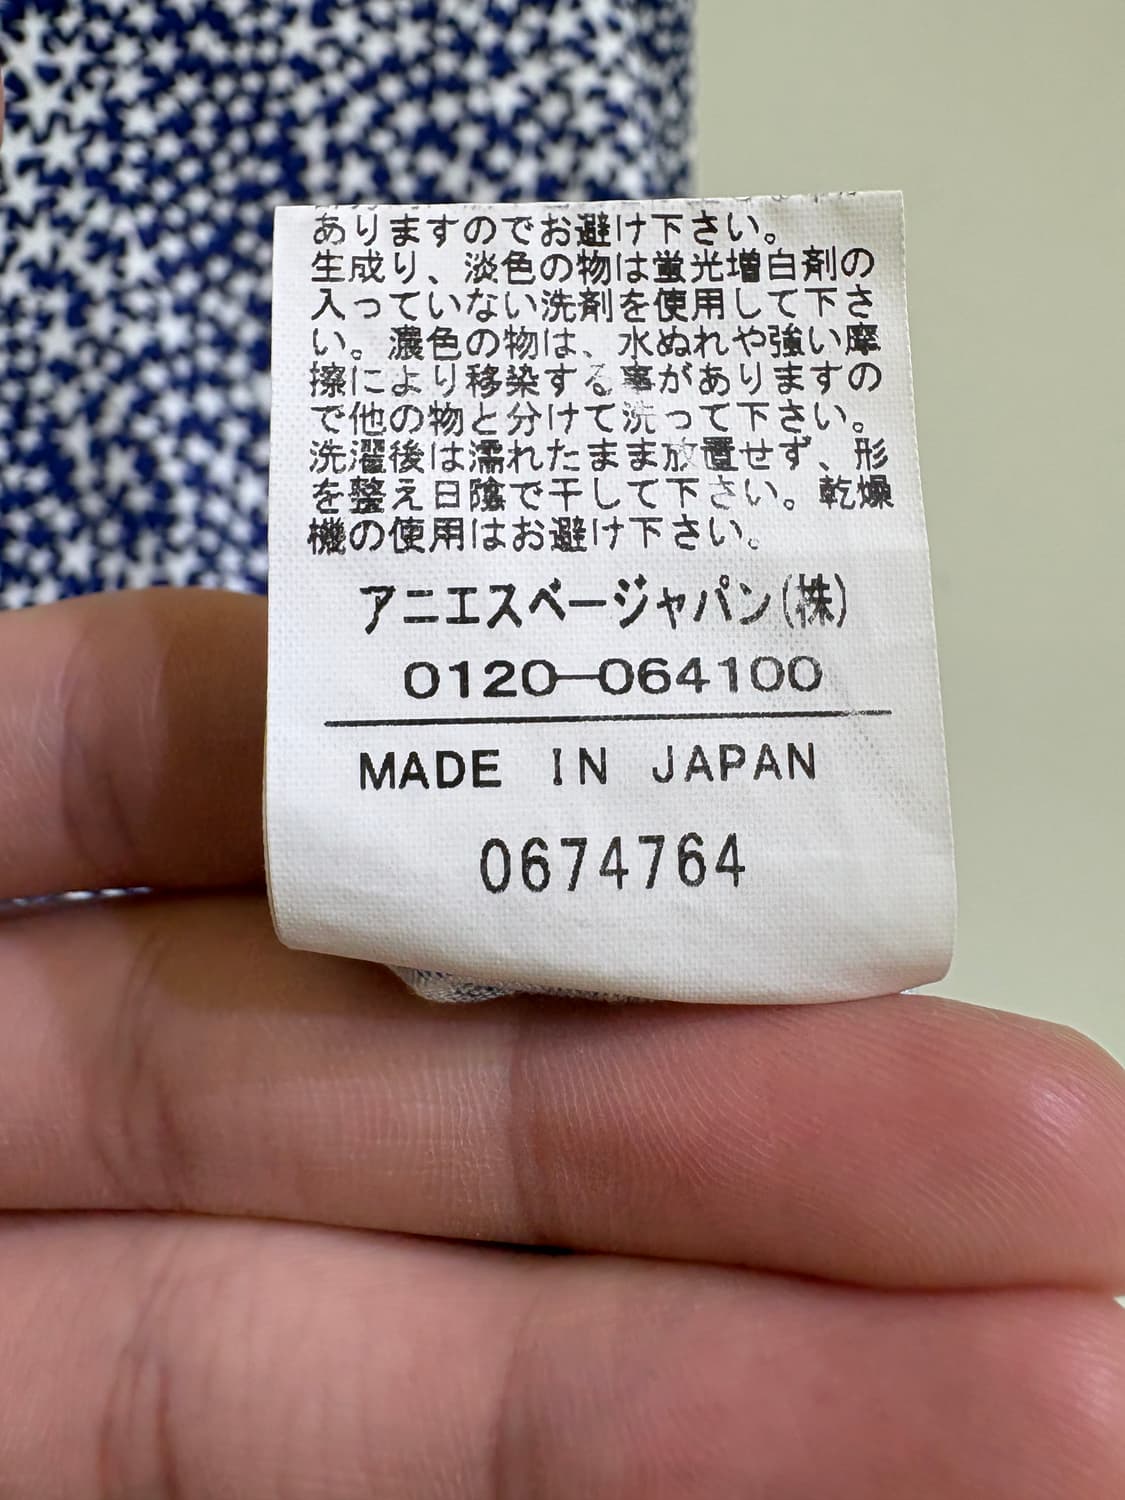 ありますのでお避け下さい。
生成り、淡色の物は蛍光増白剤の
入っていない洗剤を使用して下さ
い。濃色の物は、水ぬれや強い摩
擦により移染する事がありますの
で他の物と分けて洗って下さい。
洗濯後は濡れたまま放置せず、形
を整え日陰で干して下さい。乾燥
機の使用はお避け下さい。
アニエスベージャパン(株)
0120-064100
MADE IN JAPAN
0674764